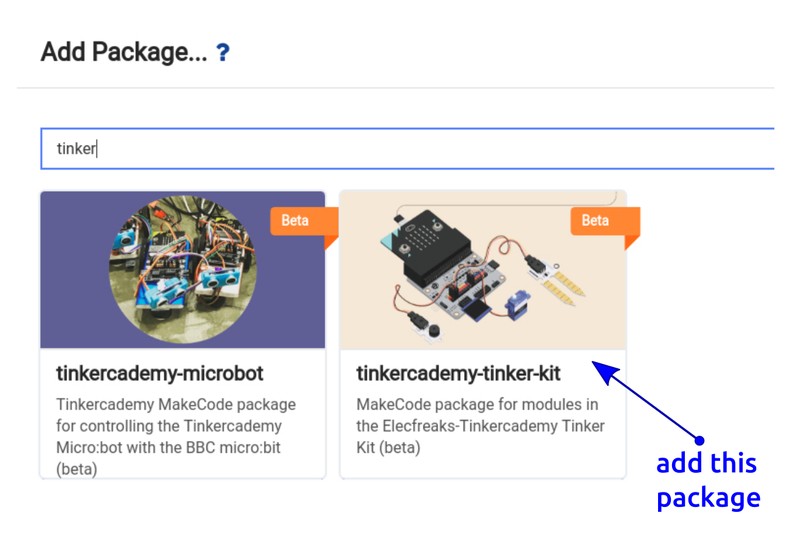 Add Package... ?
tinker
Beta
Beta
tinkercademy-microbot
Tinkercademy MakeCode package
for controlling the Tinkercademy
Micro:bot with the BBC micro:bit
(beta)
tinkercademy-tinker-kit
MakeCode package for modules in
the Elecfreaks-Tinkercademy Tinker
Kit (beta)
add this
package